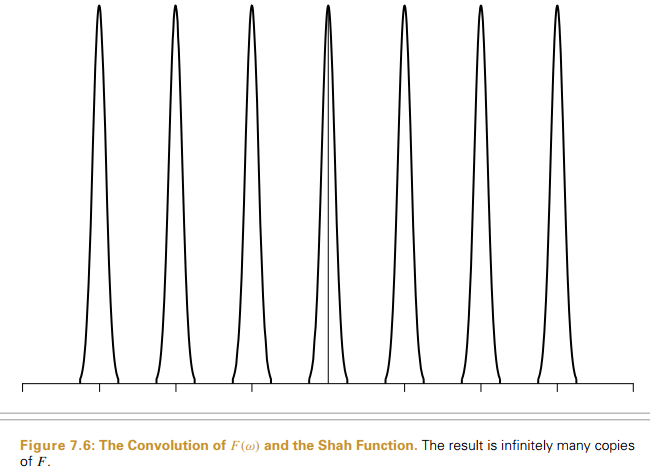 Figure 7.6: The Convolution of F(ω) and the Shah Function. The result is infinitely many copies
of F.